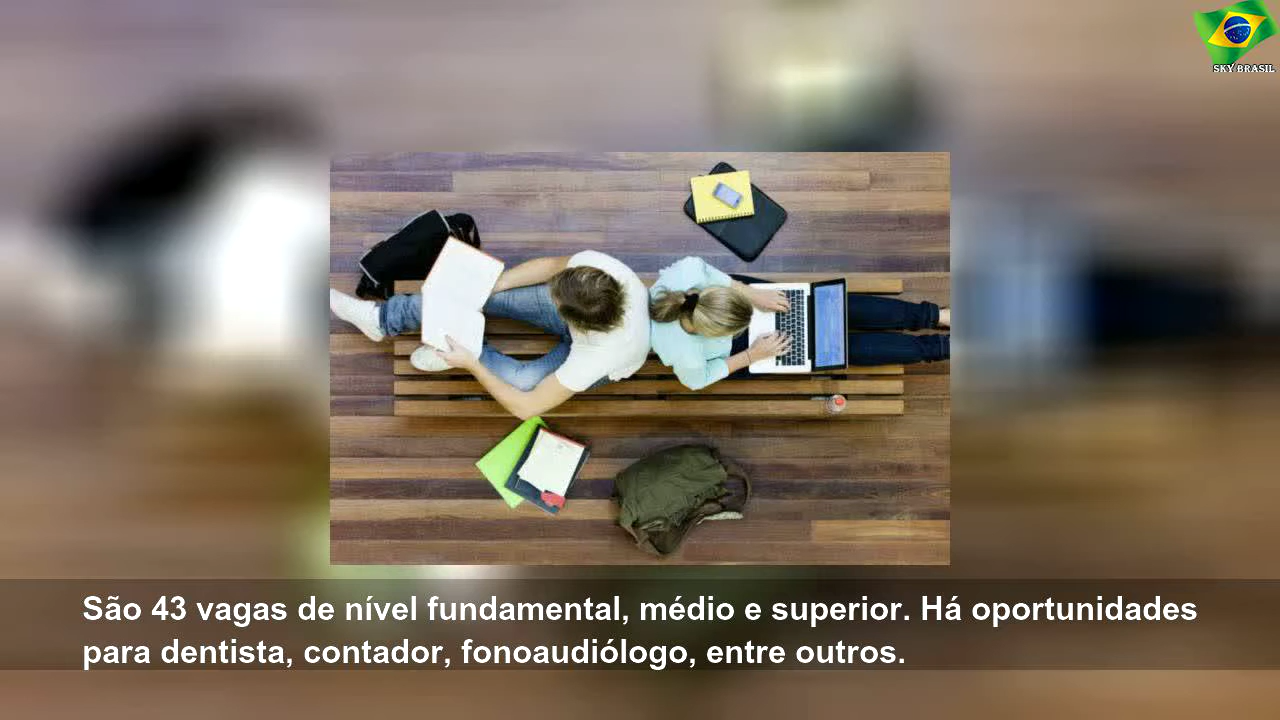 SKY BRASIL
São 43 vagas de nível fundamental, médio e superior. Há oportunidades
para dentista, contador, fonoaudiólogo, entre outros.